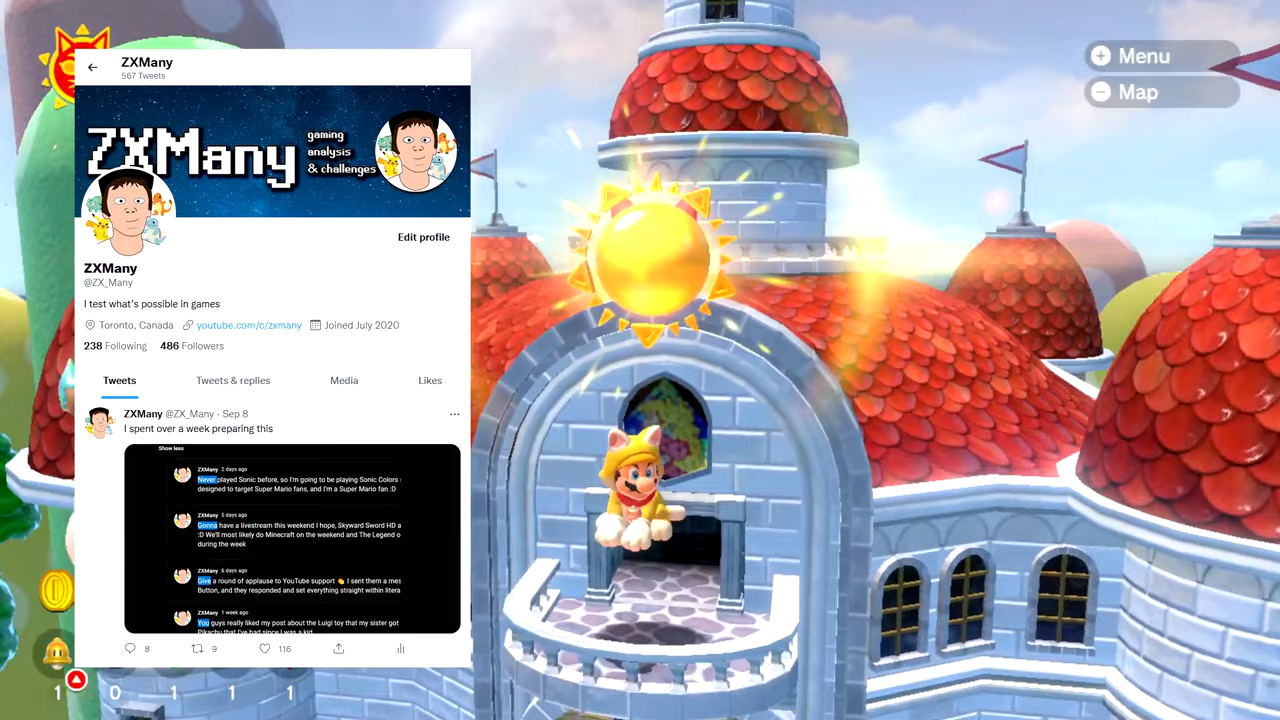 Menu
Map
ZXMany
567 Tweets
ZXMany
gaming
analysis
& challenges
Edit profile
ZXMany
@ZX_Many
I test what's possible in games
Toronto, Canada youtube.com/c/zxmany Joined July 2020
238 Following 486 Followers
Tweets Tweets & replies Media Likes
ZXMany @ZX_Many · Sep 8
I spent over a week preparing this
Show less
ZXMany 2 days ago
Never played Sonic before, so I'm going to be playing Sonic Colors
designed to target Super Mario fans, and I'm a Super Mario fan :D
ZXMany 5 days ago
Gonna have a livestream this weekend I hope, Skyward Sword HD a
:D We'll most likely do Minecraft on the weekend and The Legend o
during the week
ZXMany 6 days ago
Give a round of applause to YouTube support 👏 I sent them a mes
Button, and they responded and set everything straight within litera
ZXMany 1 week ago
You guys really liked my post about the Luigi toy that my sister got
Pikachu that I've had since I was a kid
8 9 116
1 0 1 1 1